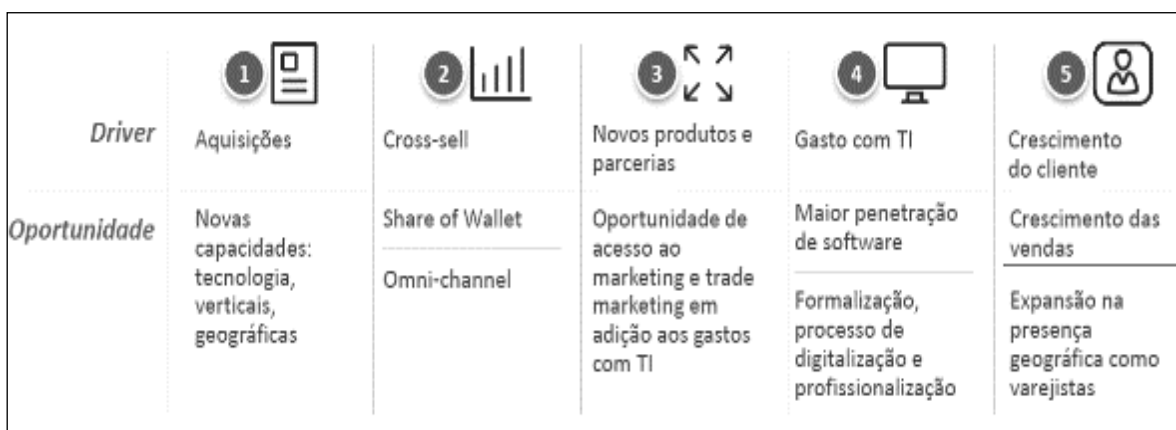 1
2
3
4
5
Driver
Aquisições
Cross-sell
Novos produtos e
parcerias
Gasto com TI
Crescimento
do cliente
Oportunidade
Novas
capacidades:
tecnologia,
verticais,
geográficas
Share of Wallet
Omni-channel
Oportunidade de
acesso ao
marketing e trade
marketing em
adição aos gastos
com TI
Maior penetração
de software
Formalização,
processo de
digitalização e
profissionalização
Crescimento das
vendas
Expansão na
presença
geográfica como
varejistas